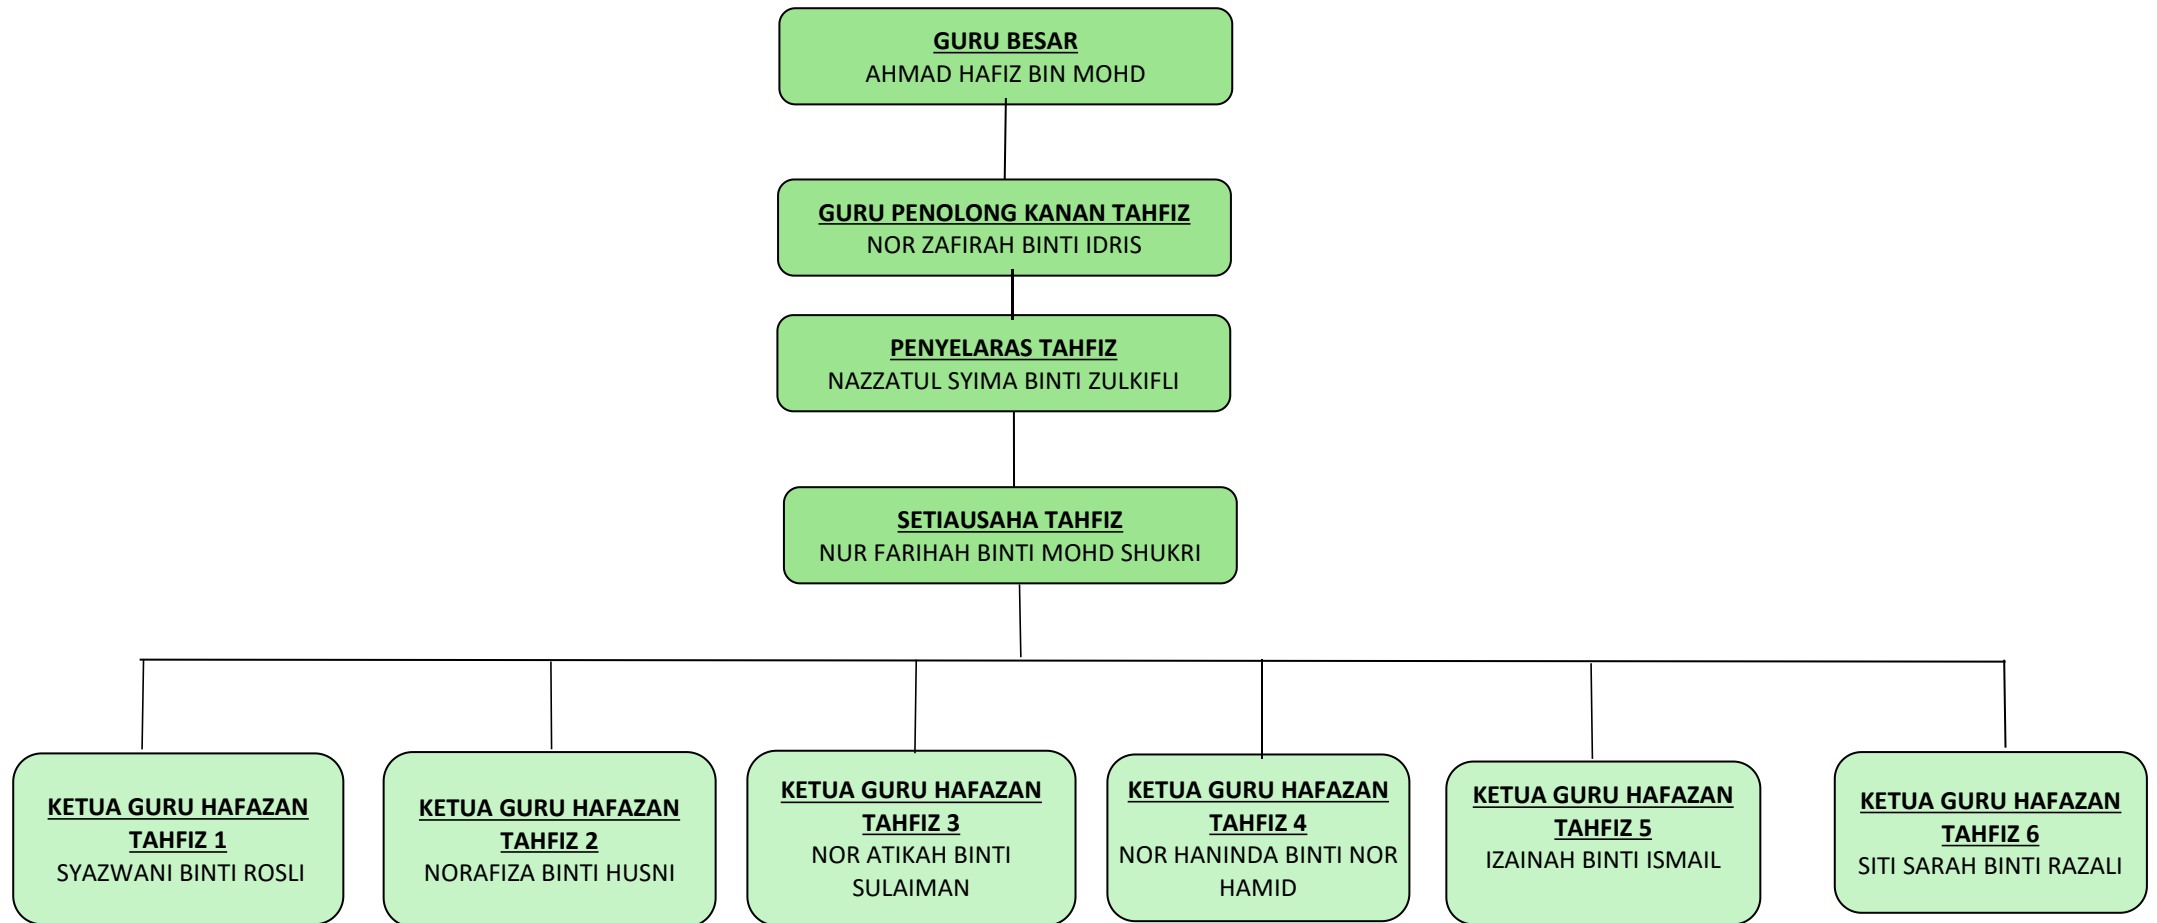 GURU BESAR
AHMAD HAFIZ BIN MOHD
GURU PENOLONG KANAN TAHFIZ
NOR ZAFIRAH BINTI IDRIS
PENYELARAS TAHFIZ
NAZZATUL SYIMA BINTI ZULKIFLI
SETIAUSAHA TAHFIZ
NUR FARIHAH BINTI MOHD SHUKRI
KETUA GURU HAFAZAN
TAHFIZ 1
SYAZWANI BINTI ROSLI
KETUA GURU HAFAZAN
TAHFIZ 2
NORAFIZA BINTI HUSNI
KETUA GURU HAFAZAN
TAHFIZ 3
NOR ATIKAH BINTI
SULAIMAN
KETUA GURU HAFAZAN
TAHFIZ 4
NOR HANINDA BINTI NOR
HAMID
KETUA GURU HAFAZAN
TAHFIZ 5
IZAINAH BINTI ISMAIL
KETUA GURU HAFAZAN
TAHFIZ 6
SITI SARAH BINTI RAZALI